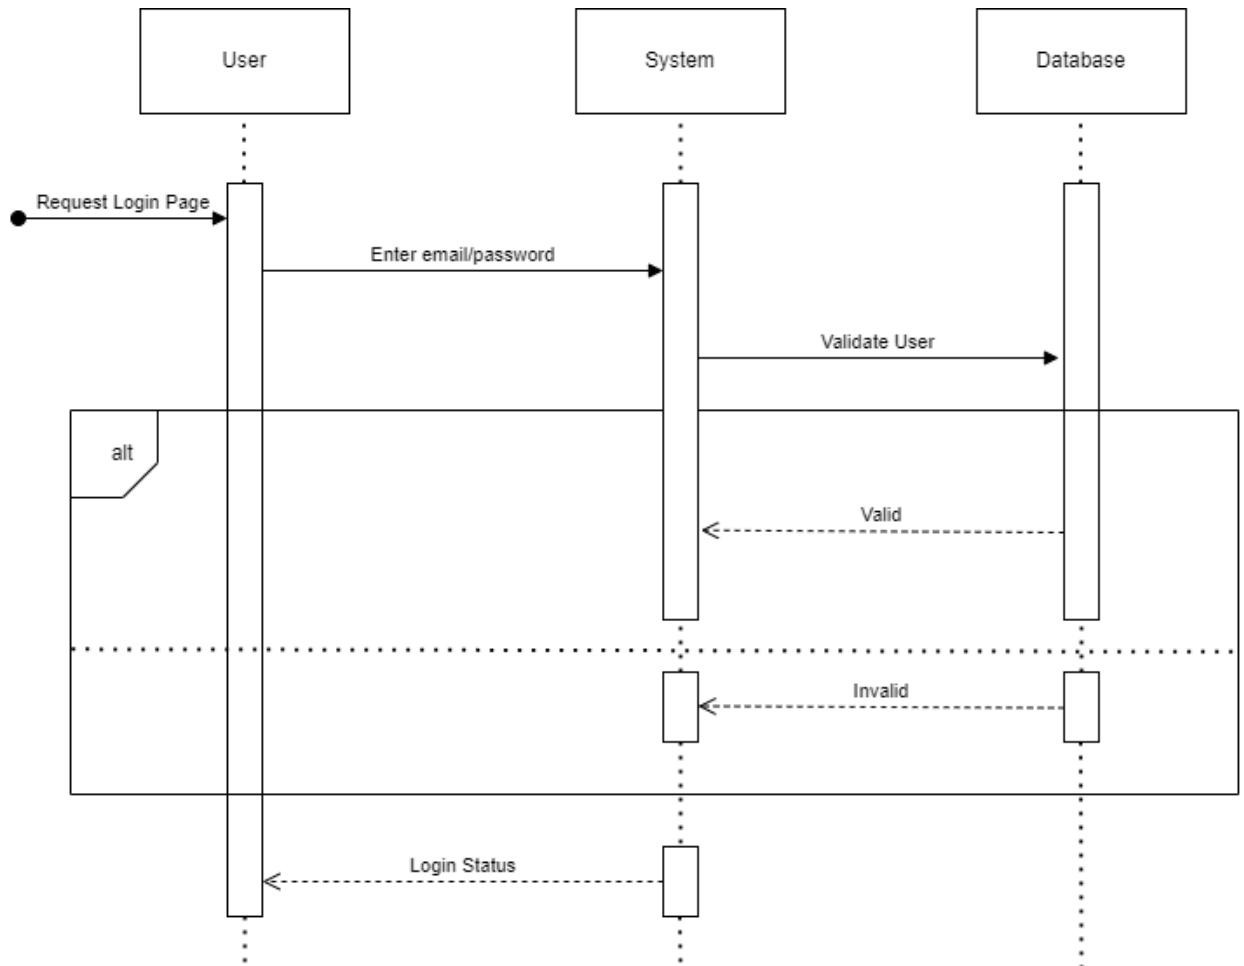 User
System
Database
Request Login Page
Enter email/password
Validate User
alt
Valid
Invalid
Login Status